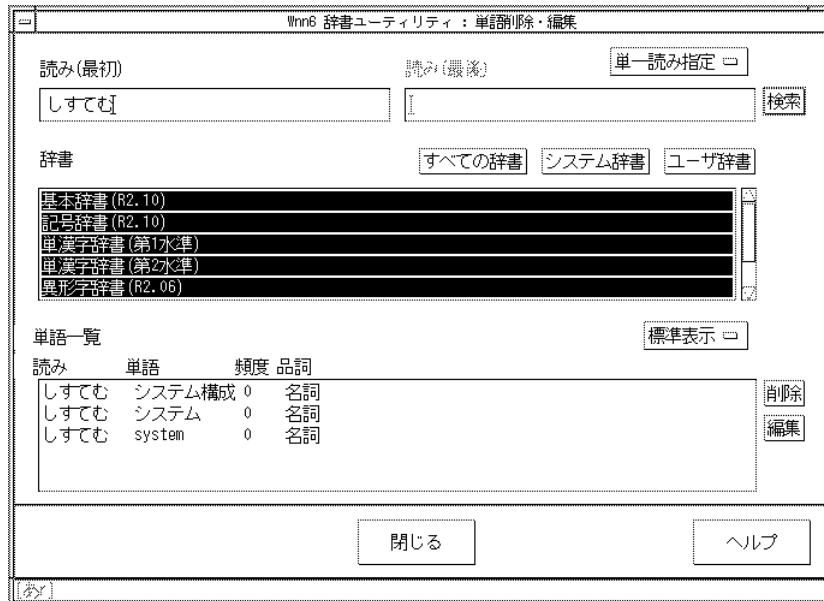 Wnn6 辞書ユーティリティ : 単語削除・編集
読み(最初) 読み(最後) 単一読み指定
しすてむ 検索
辞書 すべての辞書 システム辞書 ユーザ辞書
基本辞書(R2.10)
記号辞書(R2.10)
単漢字辞書(第1水準)
単漢字辞書(第2水準)
異形字辞書(R2.06)
単語一覧 標準表示
読み 単語 頻度 品詞
しすてむ システム構成 0 名詞 削除
しすてむ システム 0 名詞
しすてむ system 0 名詞 編集
閉じる ヘルプ